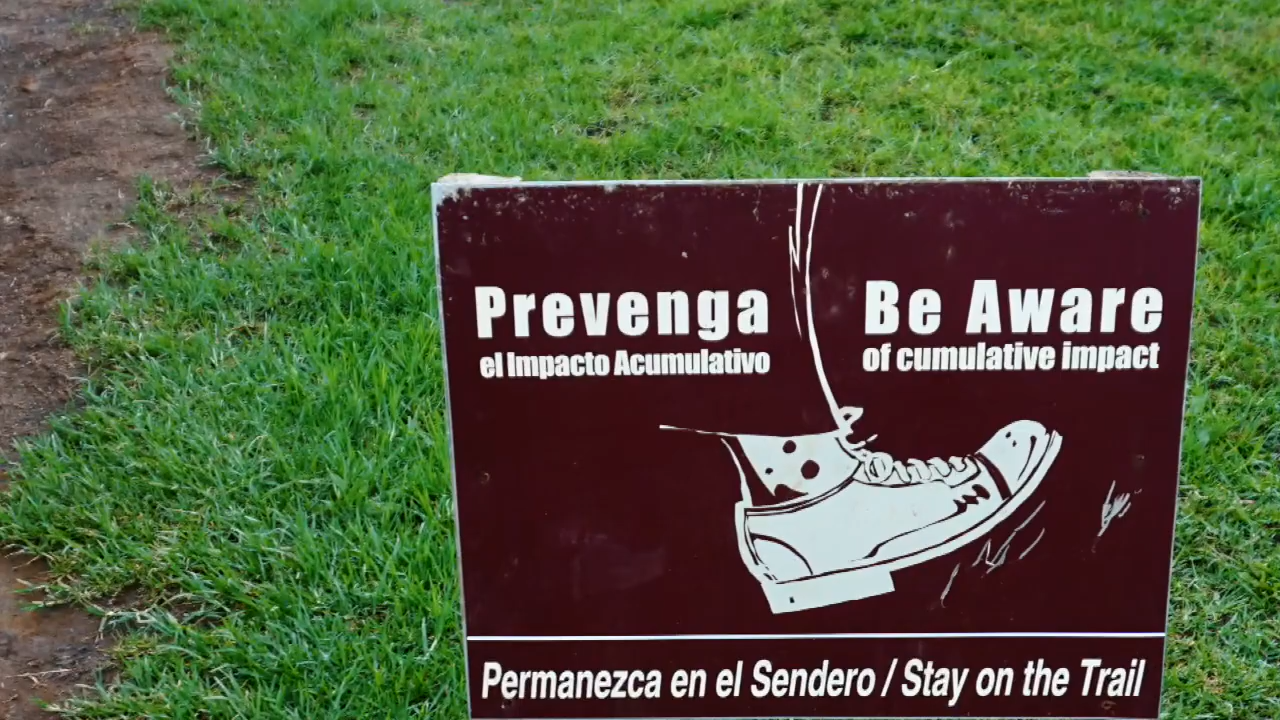 Prevenga
el Impacto Acumulativo
Be Aware
of cumulative impact
Permanezca en el Sendero / Stay on the Trail